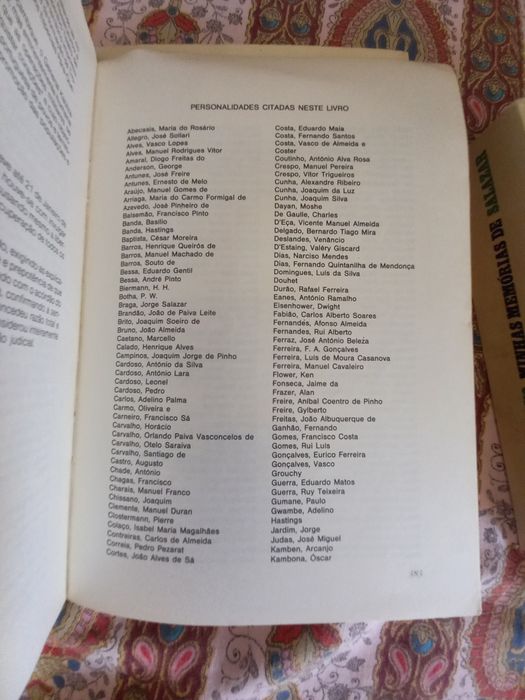 PERSONALIDADES CITADAS NESTE LIVRO
Abecasis, Maria do Rosário
Allegro, José Sollari
Alves, Vasco Lopes
Alves, Manuel Rodrigues Vitor
Amaral, Diogo Freitas do
Anderson, George
Antunes, José Freire
Antunes, Ernesto de Melo
Araújo, Manuel Gomes de
Arriaga, Maria do Carmo Formigal de
Azevedo, José Pinheiro de
Balsemão, Francisco Pinto
Banda, Basílio
Banda, Hastings
Baptista, César Moreira
Barros, Henrique Queirós de
Barros, Manuel Machado de
Barros, Souto de
Bessa, Eduardo Gentil
Bessa, André Pinto
Biermann, H. H.
Botha, P. W.
Braga, Jorge Salazar
Brandão, João de Paiva Leite
Brito, Joaquim Soeiro de
Bruno, João Almeida
Caetano, Marcello
Calado, Henrique Alves
Campinos, Joaquim Jorge de Pinho
Cardoso, António da Silva
Cardoso, António Lara
Cardoso, Leonel
Cardoso, Pedro
Carlos, Adelino Palma
Carmo, Oliveira e
Carneiro, Francisco Sá
Carvalho, Horácio
Carvalho, Orlando Paiva Vasconcelos de
Carvalho, Otelo Saraiva
Carvalho, Santiago de
Castro, Augusto
Chade, António
Chagas, Francisco
Charais, Manuel Franco
Chissano, Joaquim
Clemente, Manuel Duran
Clostermann, Pierre
Colaço, Isabel Maria Magalhães
Contreiras, Carlos de Almeida
Correia, Pedro Pezarat
Cortes, João Alves de Sá
Costa, Eduardo Maia
Costa, Fernando Santos
Costa, Vasco de Almeida e
Coster
Coutinho, António Alva Rosa
Crespo, Manuel Pereira
Crespo, Vítor Trigueiros
Cunha, Alexandre Ribeiro
Cunha, Joaquim da Luz
Cunha, Joaquim Silva
Dayan, Moshe
De Gaulle, Charles
D'Eça, Vicente Manuel Almeida
Delgado, Bernardo Tiago Mira
Deslandes, Venâncio
D'Estaing, Valéry Giscard
Dias, Narciso Mendes
Dias, Fernando Quintanilha de Mendonça
Domingues, Luís da Silva
Douhet
Durão, Rafael Ferreira
Eanes, António Ramalho
Eisenhower, Dwight
Fabião, Carlos Alberto Soares
Fernandes, Afonso Almeida
Fernandes, Rui Alberto
Ferraz, José António Beleza
Ferreira, F. A. Gonçalves
Ferreira, Luís de Moura Casanova
Ferreira, Manuel Cavaleiro
Flower, Ken
Fonseca, Jaime da
Frazer, Alan
Freire, Aníbal Coentro de Pinho
Freire, Gylberto
Freitas, João Albuquerque de
Ganhão, Fernando
Gomes, Francisco Costa
Gomes, Rui Luís
Gonçalves, Eurico Ferreira
Gonçalves, Vasco
Grouchy
Guerra, Eduardo Matos
Guerra, Ruy Teixeira
Gumane, Paulo
Gwambe, Adelino
Hastings
Jardim, Jorge
Judas, José Miguel
Kamben, Arcanjo
Kambona, Óscar
MINHAS MEMÓRIAS DE SALAZAR